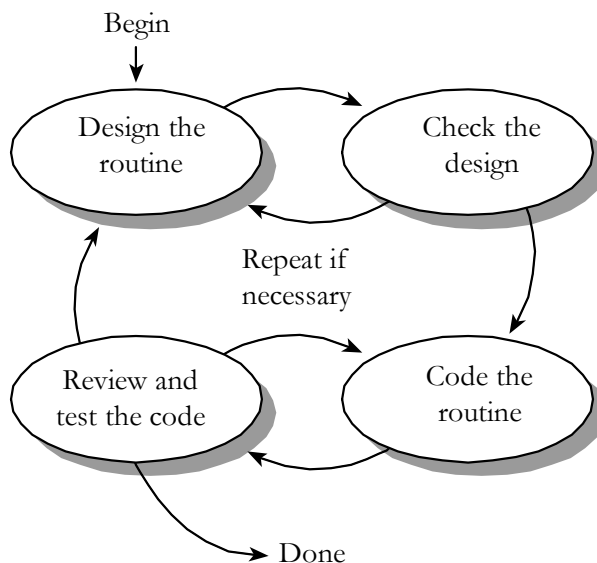 Begin
Design the
routine
Check the
design
Repeat if
necessary
Review and
test the code
Code the
routine
Done